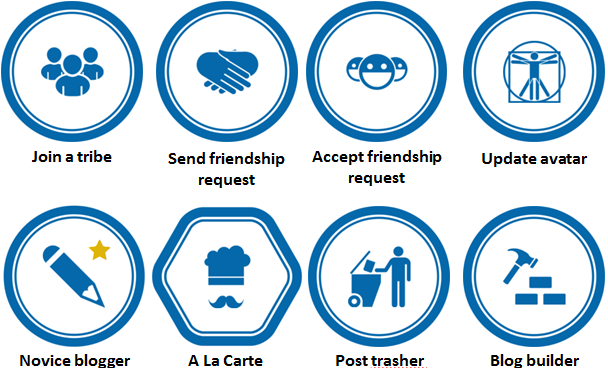 Join a tribe
Send friendship
request
Accept friendship
request
Update avatar
Novice blogger
A La Carte
Post trasher
Blog builder